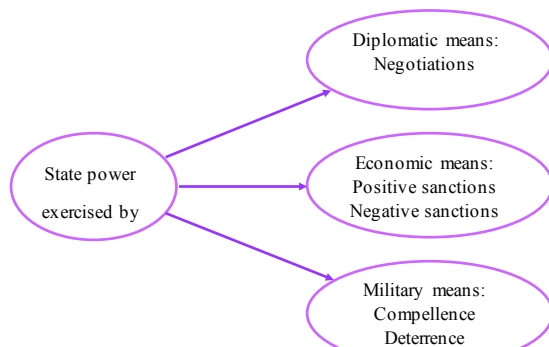 Diplomatic means:
Negotiations
State power
exercised by
Economic means:
Positive sanctions
Negative sanctions
Military means:
Compellence
Deterrence